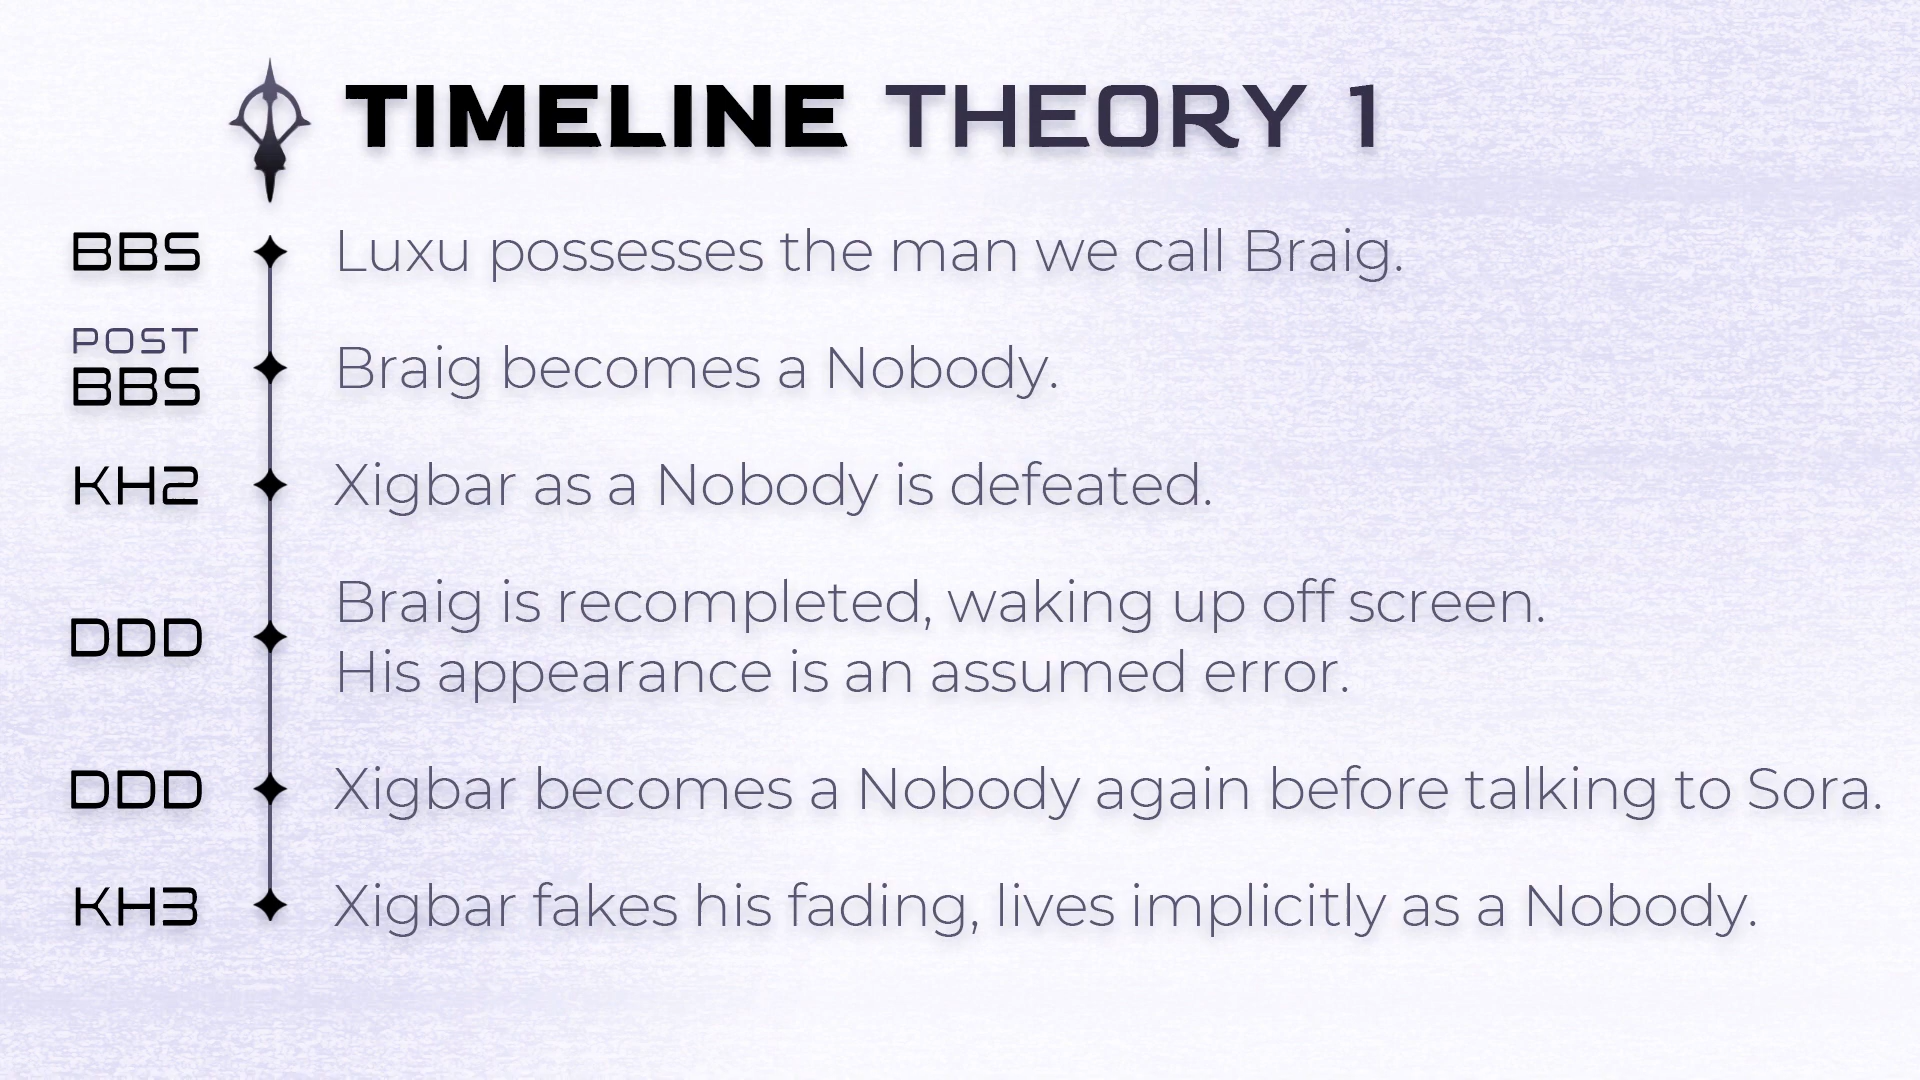 TIMELINE THEORY 1
BBS
Luxu possesses the man we call Braig.
POST
BBS
Braig becomes a Nobody.
KH2
Xigbar as a Nobody is defeated.
DDD
Braig is recompleted, waking up off screen.
His appearance is an assumed error.
DDD
Xigbar becomes a Nobody again before talking to Sora.
KH3
Xigbar fakes his fading, lives implicitly as a Nobody.